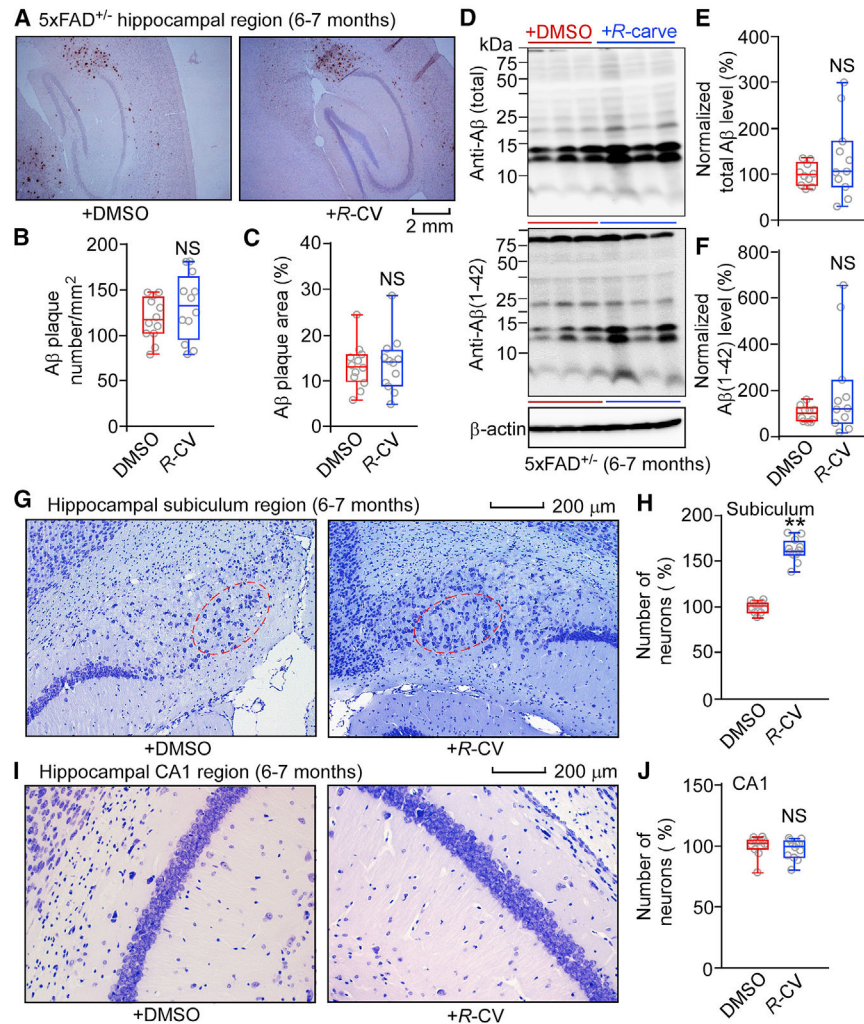 A 5xFAD+/- hippocampal region (6-7 months)
+DMSO
+R-CV
2 mm
B
Aβ plaque
number/mm²
200
150
100
50
0
NS
DMSO
R-CV
C
Aβ plaque area (%)
40
30
20
10
0
NS
DMSO
R-CV
D
+DMSO +R-carve
kDa
Anti-Aβ (total)
75
50
25
15
10
Anti-Aβ(1-42)
75
50
25
15
10
β-actin
5xFAD+/- (6-7 months)
E
Normalized
total Aβ level (%)
400
300
200
100
0
NS
F
Normalized
Aβ(1-42) level (%)
800
600
400
200
0
NS
DMSO
R-CV
G Hippocampal subiculum region (6-7 months)
200 μm
+DMSO
+R-CV
H
Subiculum
**
Number of
neurons ( %)
200
150
100
50
0
DMSO
R-CV
I Hippocampal CA1 region (6-7 months)
200 μm
+DMSO
+R-CV
J
CA1
NS
Number of
neurons ( %)
150
100
50
0
DMSO
R-CV